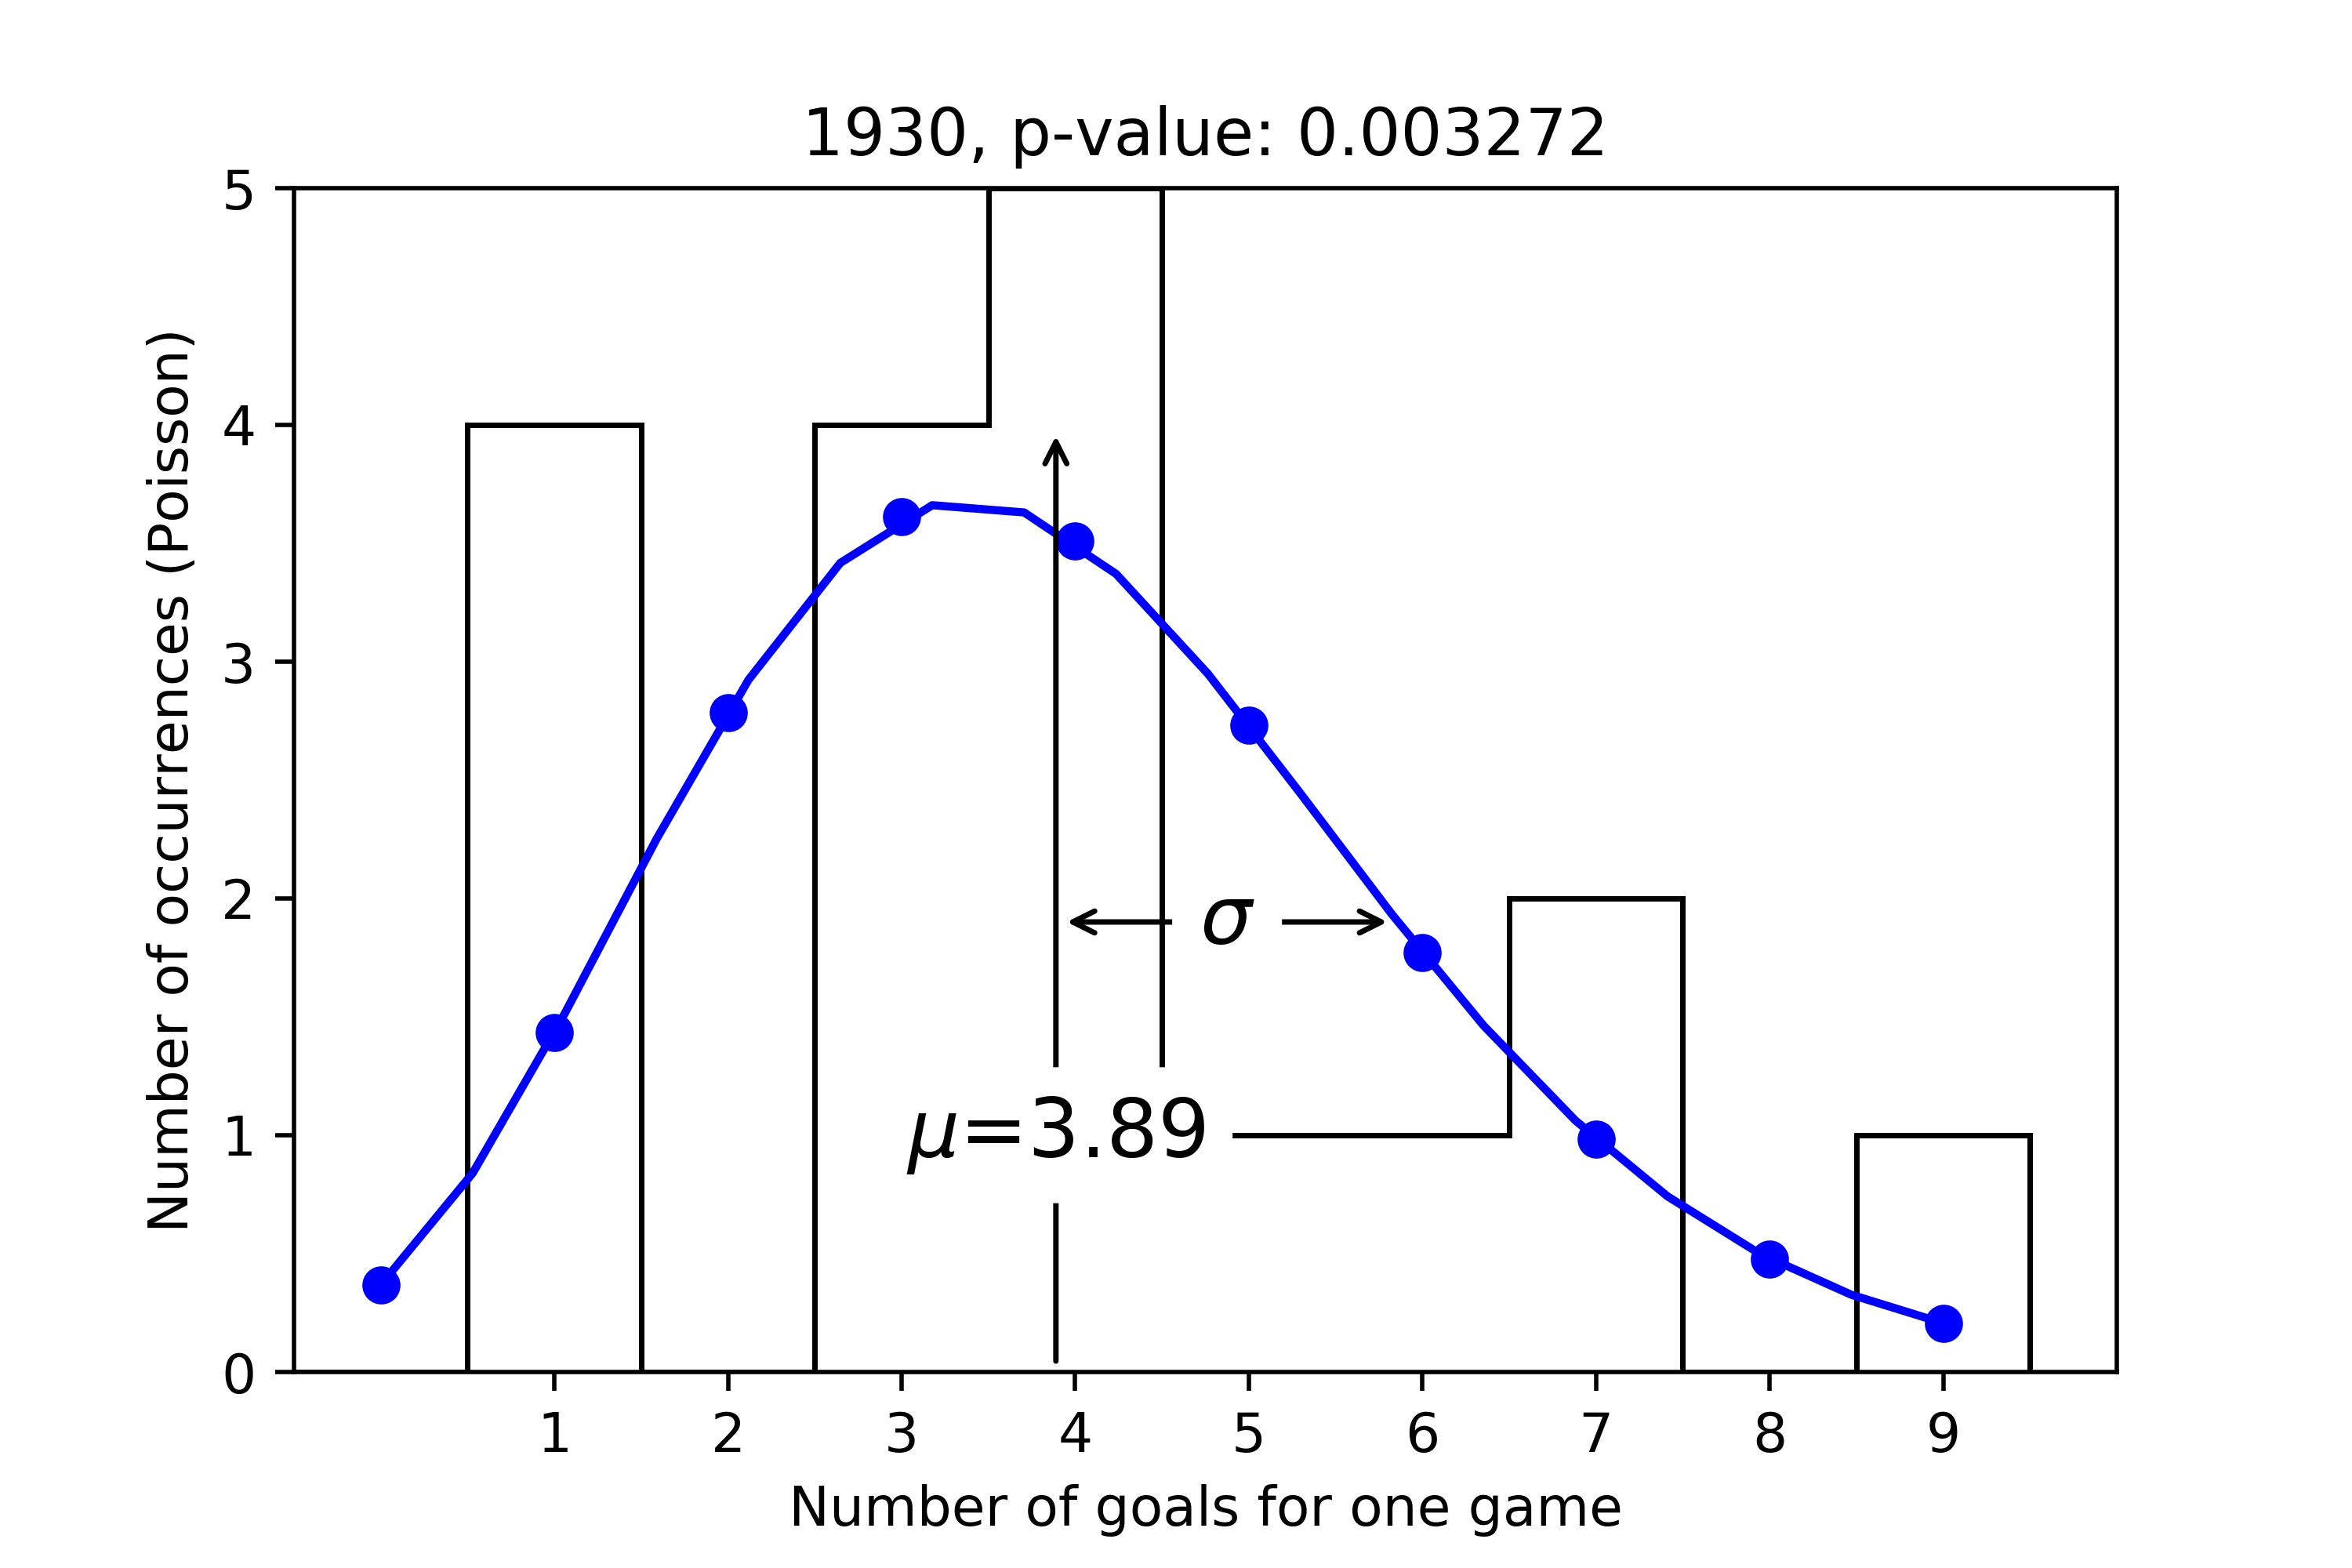 1930, p-value: 0.003272
Number of occurrences (Poisson)
5
4
3
2
1
0
σ
μ=3.89
1 2 3 4 5 6 7 8 9
Number of goals for one game